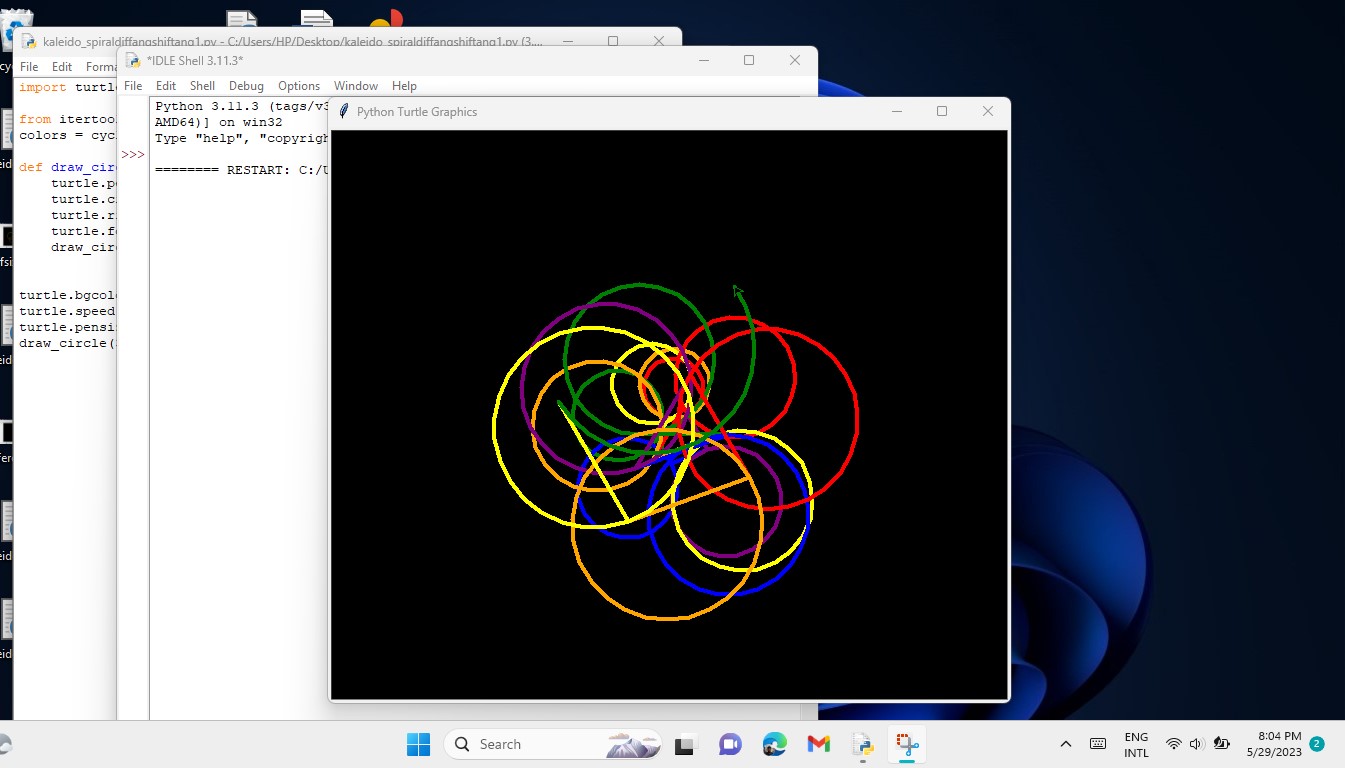 kaleido_spiraldiffangshiftang1.py - C:/Users/HP/Desktop/kaleido_spiraldiffangshiftang1.py (3....
File Edit Forma
import turtl
from itertoo
colors = cyc
def draw_cir
turtle.pe
turtle.c
turtle.r
turtle.fo
draw_cir
turtle.bgcol
turtle.speed
turtle.pensi
draw_circle(
*IDLE Shell 3.11.3*
File Edit Shell Debug Options Window Help
Python 3.11.3 (tags/v3
AMD64)] on win32
Type "help", "copyrigh
>>>
======== RESTART: C:/U
Python Turtle Graphics
Search
ENG
INTL
8:04 PM
5/29/2023
2